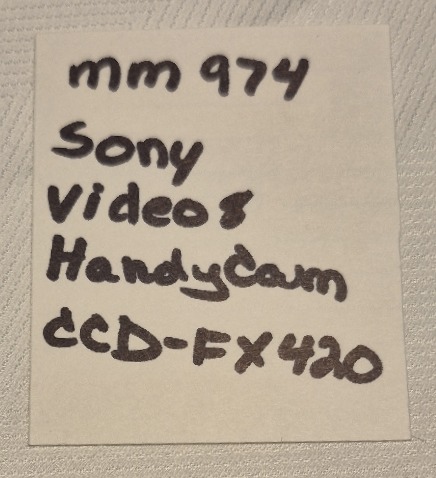 mm 974
Sony
Video 8
HandyCam
CCD-FX420